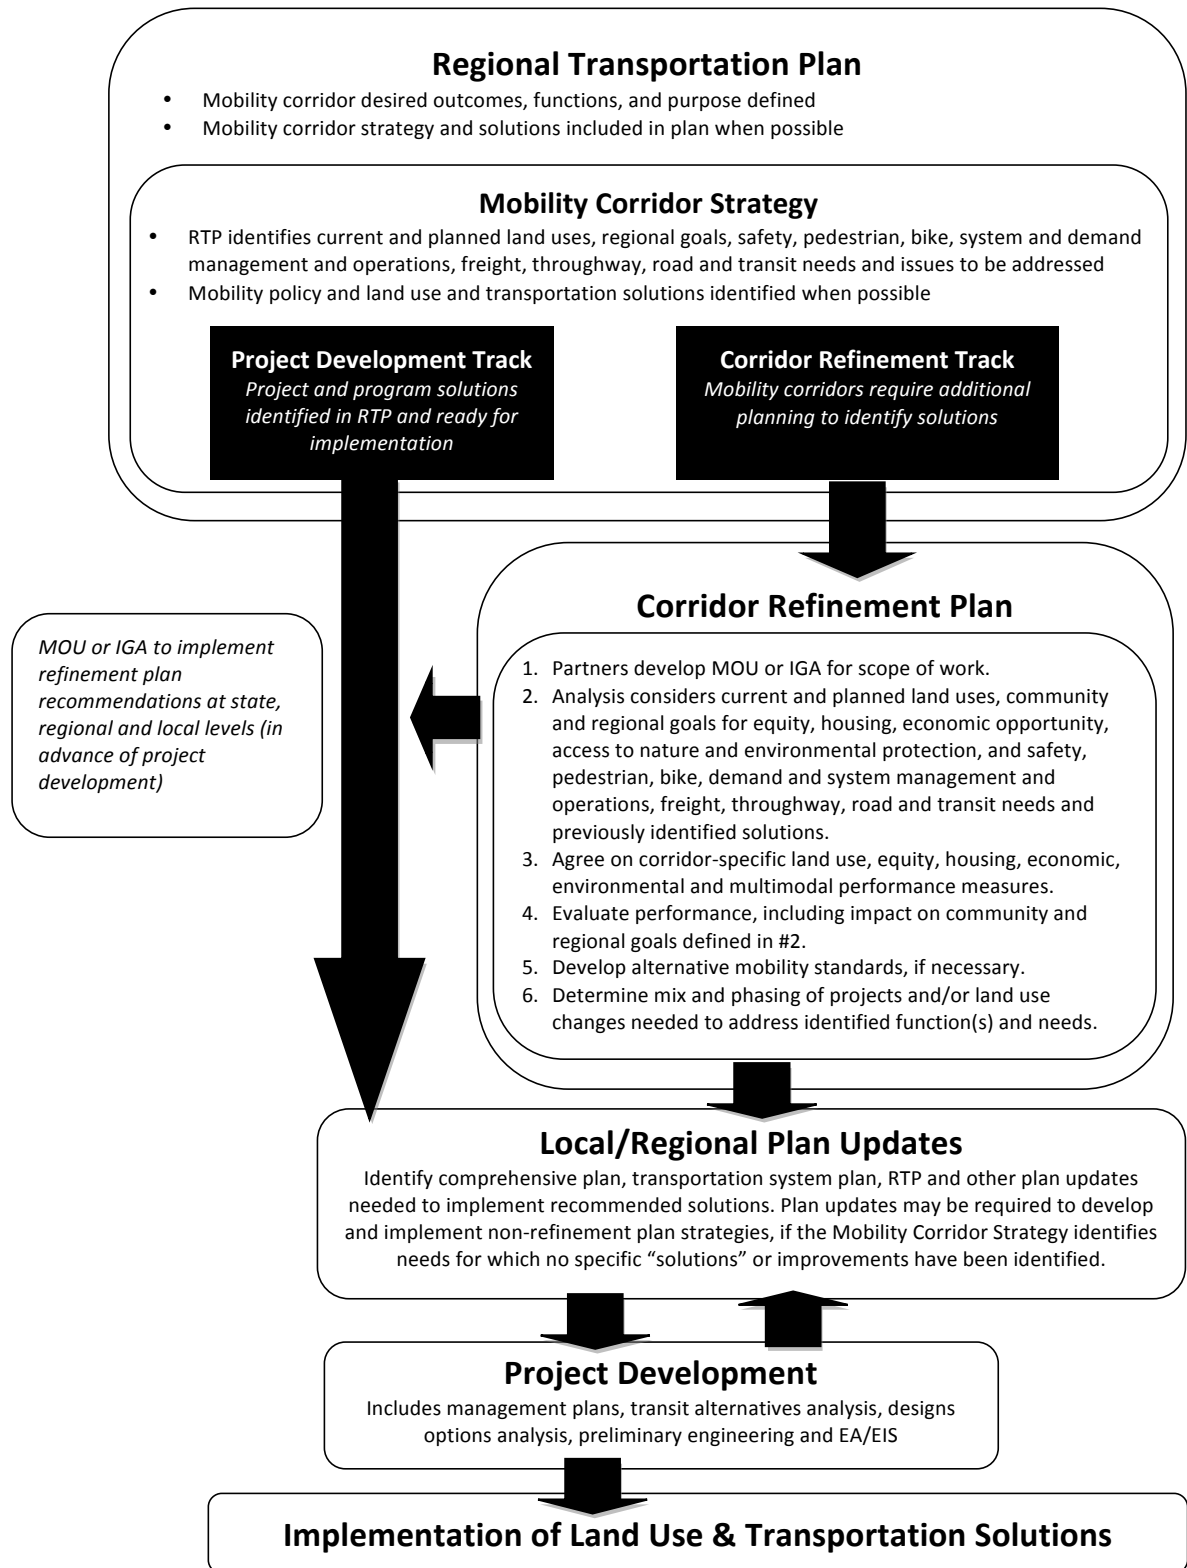 Regional Transportation Plan
• Mobility corridor desired outcomes, functions, and purpose defined
• Mobility corridor strategy and solutions included in plan when possible
Mobility Corridor Strategy
• RTP identifies current and planned land uses, regional goals, safety, pedestrian, bike, system and demand
management and operations, freight, throughway, road and transit needs and issues to be addressed
• Mobility policy and land use and transportation solutions identified when possible
Project Development Track
Project and program solutions
identified in RTP and ready for
implementation
Corridor Refinement Track
Mobility corridors require additional
planning to identify solutions
MOU or IGA to implement
refinement plan
recommendations at state,
regional and local levels (in
advance of project
development)
Corridor Refinement Plan
1. Partners develop MOU or IGA for scope of work.
2. Analysis considers current and planned land uses, community
and regional goals for equity, housing, economic opportunity,
access to nature and environmental protection, and safety,
pedestrian, bike, demand and system management and
operations, freight, throughway, road and transit needs and
previously identified solutions.
3. Agree on corridor-specific land use, equity, housing, economic,
environmental and multimodal performance measures.
4. Evaluate performance, including impact on community and
regional goals defined in #2.
5. Develop alternative mobility standards, if necessary.
6. Determine mix and phasing of projects and/or land use
changes needed to address identified function(s) and needs.
Local/Regional Plan Updates
Identify comprehensive plan, transportation system plan, RTP and other plan updates
needed to implement recommended solutions. Plan updates may be required to develop
and implement non-refinement plan strategies, if the Mobility Corridor Strategy identifies
needs for which no specific “solutions” or improvements have been identified.
Project Development
Includes management plans, transit alternatives analysis, designs
options analysis, preliminary engineering and EA/EIS
Implementation of Land Use & Transportation Solutions